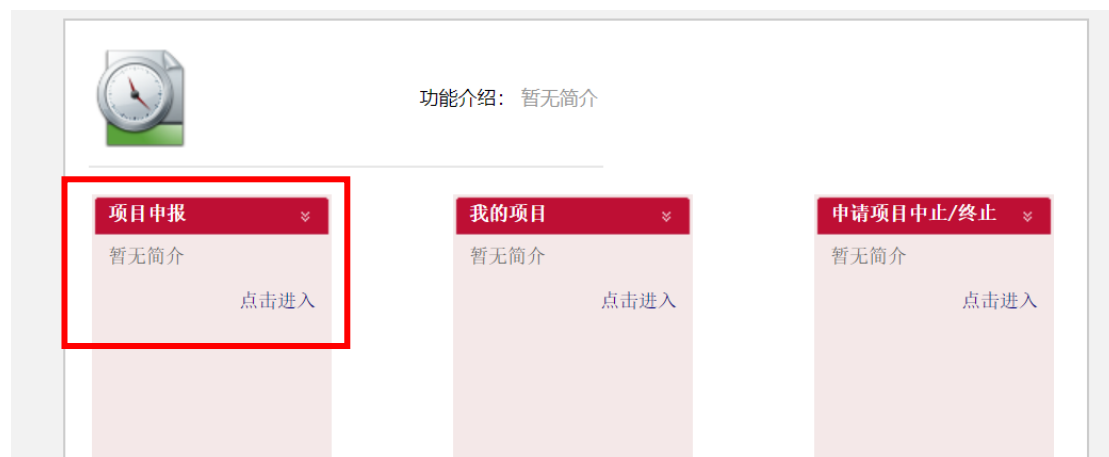 功能介绍： 暂无简介
项目申报
暂无简介
点击进入
我的项目
暂无简介
点击进入
申请项目中止/终止
暂无简介
点击进入